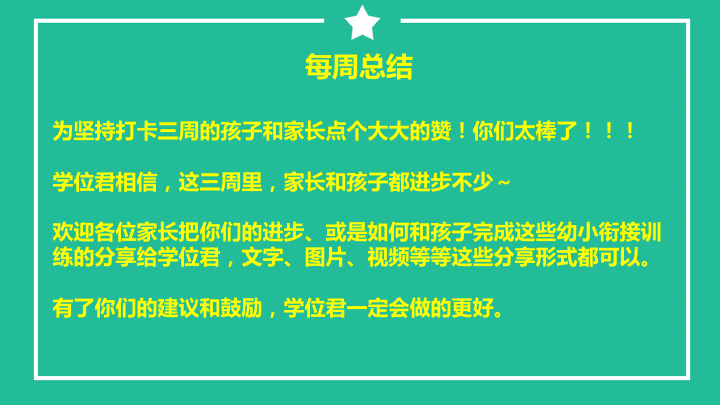 每周总结
为坚持打卡三周的孩子和家长点个大大的赞！你们太棒了！！！
学位君相信，这三周里，家长和孩子都进步不少～
欢迎各位家长把你们的进步、或是如何和孩子完成这些幼小衔接训
练的分享给学位君，文字、图片、视频等等这些分享形式都可以。
有了你们的建议和鼓励，学位君一定会做的更好。